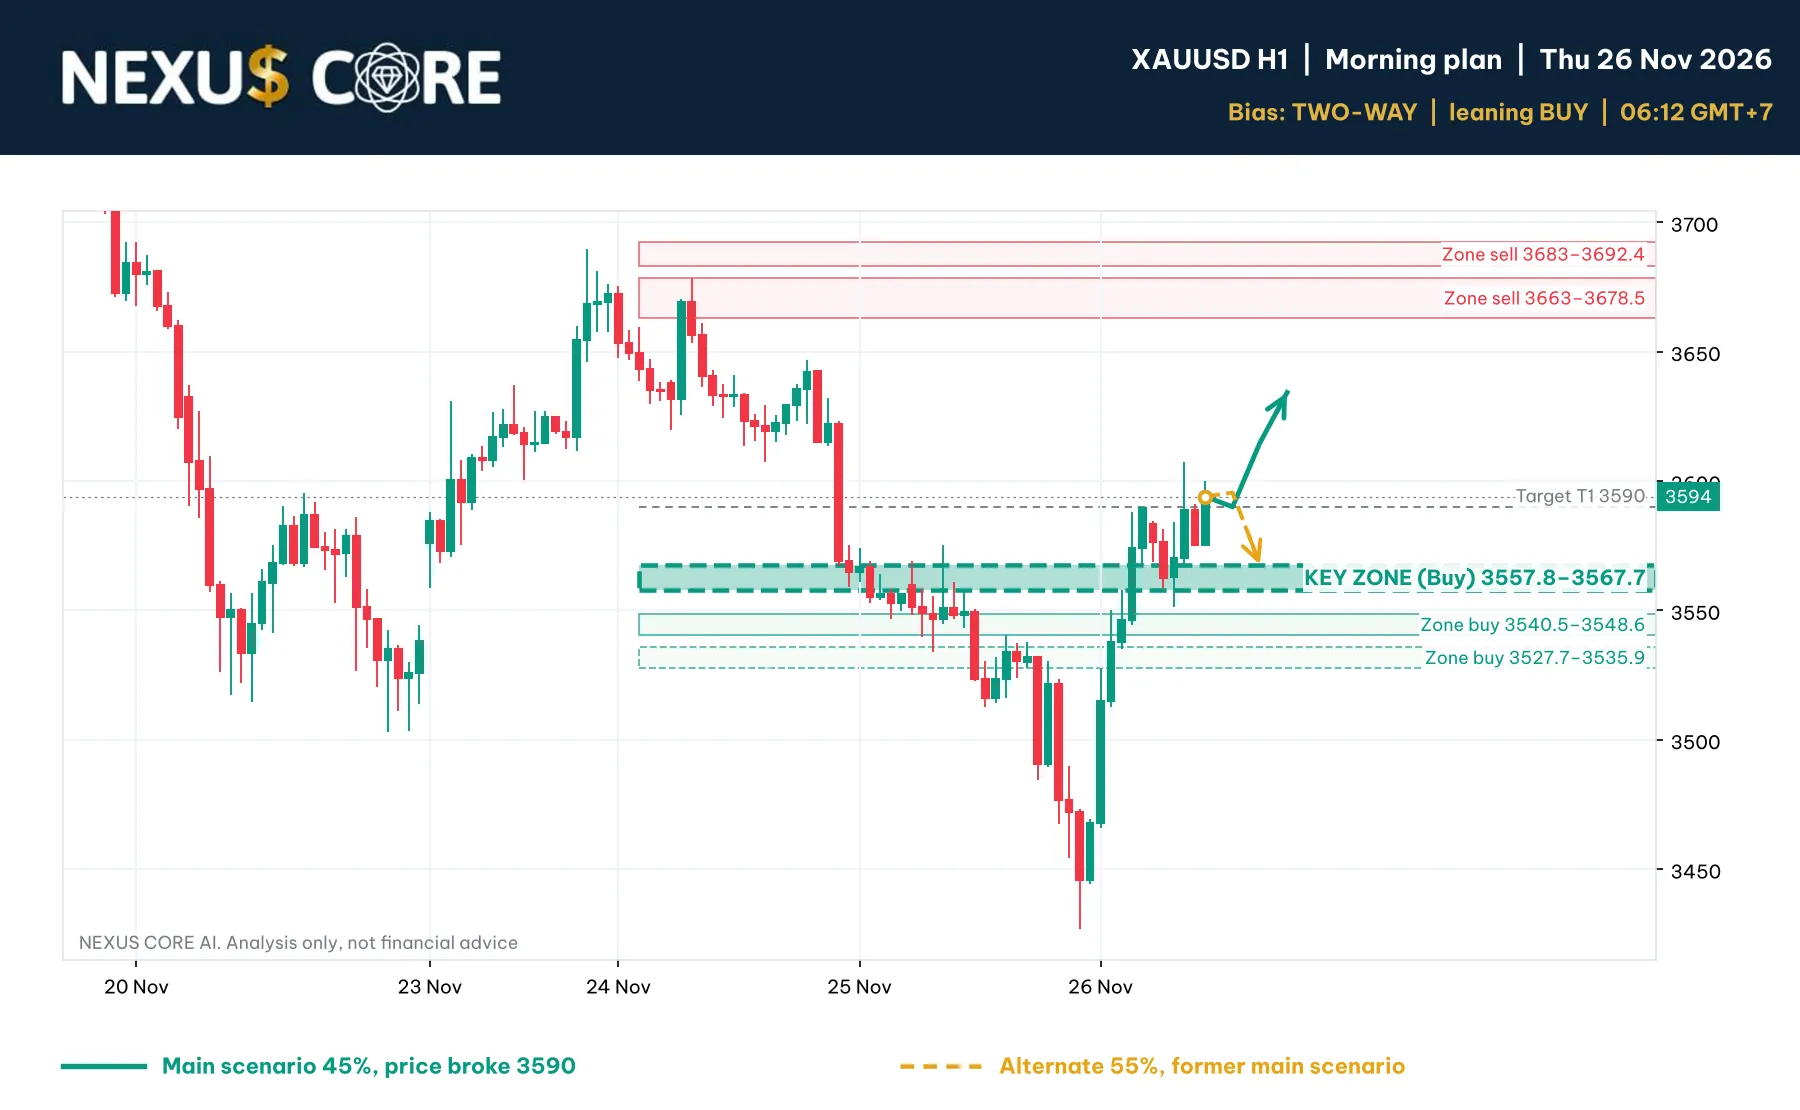 NEXU$ CORE
XAUUSD H1 | Morning plan | Thu 26 Nov 2026
Bias: TWO-WAY | leaning BUY | 06:12 GMT+7
3700
Zone sell 3683–3692.4
Zone sell 3663–3678.5
3650
3600
Target T1 3590
3594
KEY ZONE (Buy) 3557.8–3567.7
3550
Zone buy 3540.5–3548.6
Zone buy 3527.7–3535.9
3500
3450
NEXUS CORE AI. Analysis only, not financial advice
20 Nov 23 Nov 24 Nov 25 Nov 26 Nov
Main scenario 45%, price broke 3590
Alternate 55%, former main scenario